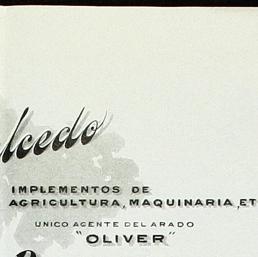 lcedo
IMPLEMENTOS DE
AGRICULTURA, MAQUINARIA, ET
UNICO AGENTE DEL ARADO
"OLIVER"